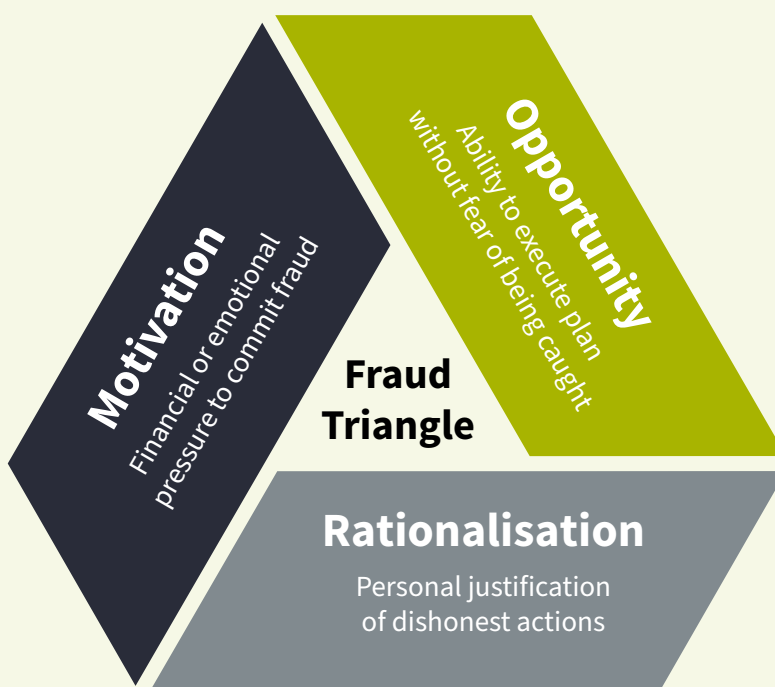 Motivation
Financial or emotional
pressure to commit fraud
Opportunity
Ability to execute plan
without fear of being caught
Fraud
Triangle
Rationalisation
Personal justification
of dishonest actions